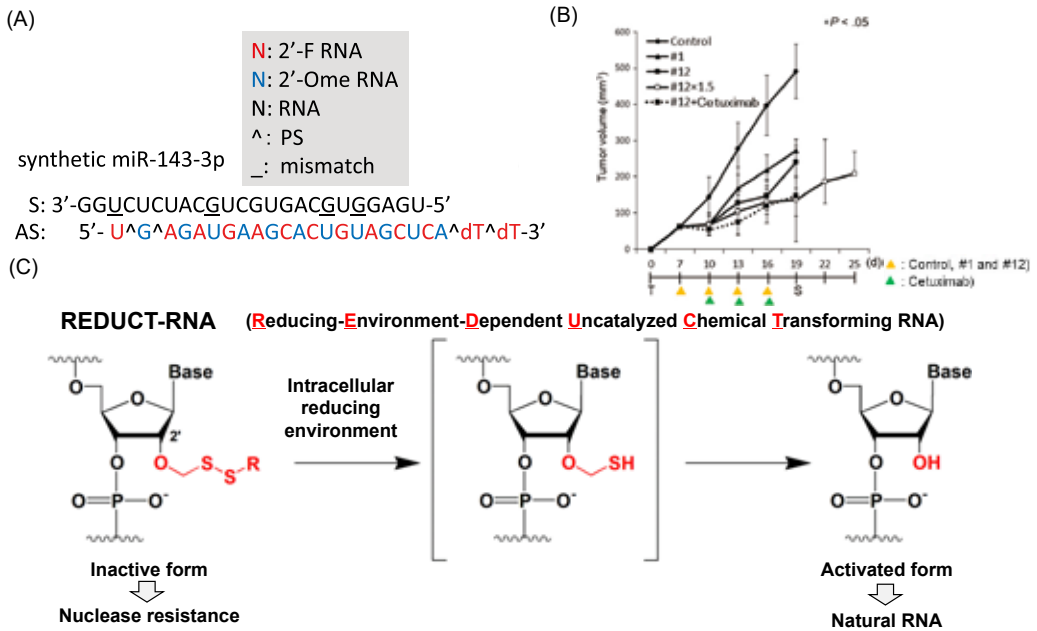 (A)
N: 2’-F RNA
N: 2’-Ome RNA
N: RNA
^: PS
_: mismatch
synthetic miR-143-3p
S: 3’-GGUCUCUACGUCGUGACGUGGAGU-5’
AS: 5’- U^G^AGAUGAAGCACUGUAGCUCA^dT^dT-3’
(B)
*P < .05
Tumor volume (mm³)
600
500
400
300
200
100
0
Control
#1
#12
#12×1.5
#12+Cetuximab
0 7 10 13 16 19 22 25 (d)
T S
: Control, #1 and #12)
: Cetuximab)
(C)
REDUCT-RNA (Reducing-Environment-Dependent Uncatalyzed Chemical Transforming RNA)
Base
O
O
2'
O
O
S
S
R
O=P—O⁻
Inactive form
Nuclease resistance
Intracellular
reducing
environment
Base
O
O
O
O
SH
O=P—O⁻
Base
O
O
O
OH
O=P—O⁻
Activated form
Natural RNA